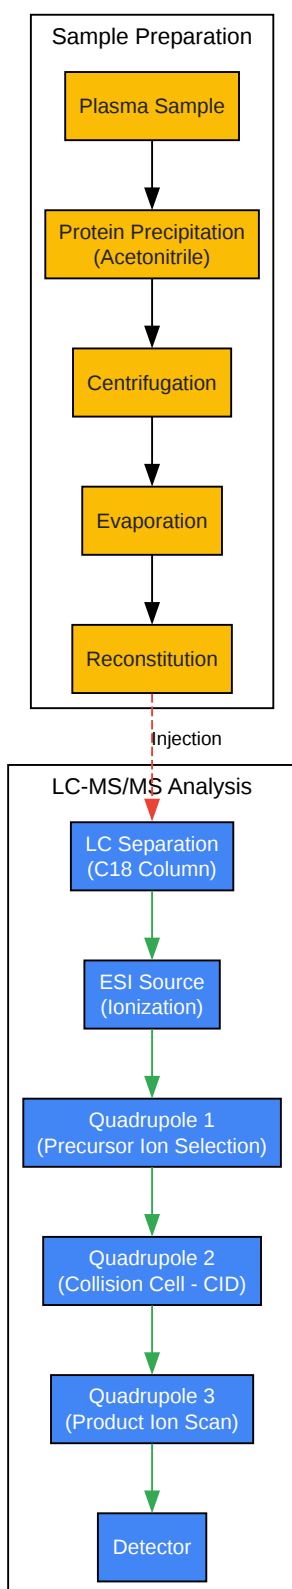 Sample Preparation
Plasma Sample
Protein Precipitation
(Acetonitrile)
Centrifugation
Evaporation
Reconstitution
Injection
LC-MS/MS Analysis
LC Separation
(C18 Column)
ESI Source
(Ionization)
Quadrupole 1
(Precursor Ion Selection)
Quadrupole 2
(Collision Cell - CID)
Quadrupole 3
(Product Ion Scan)
Detector